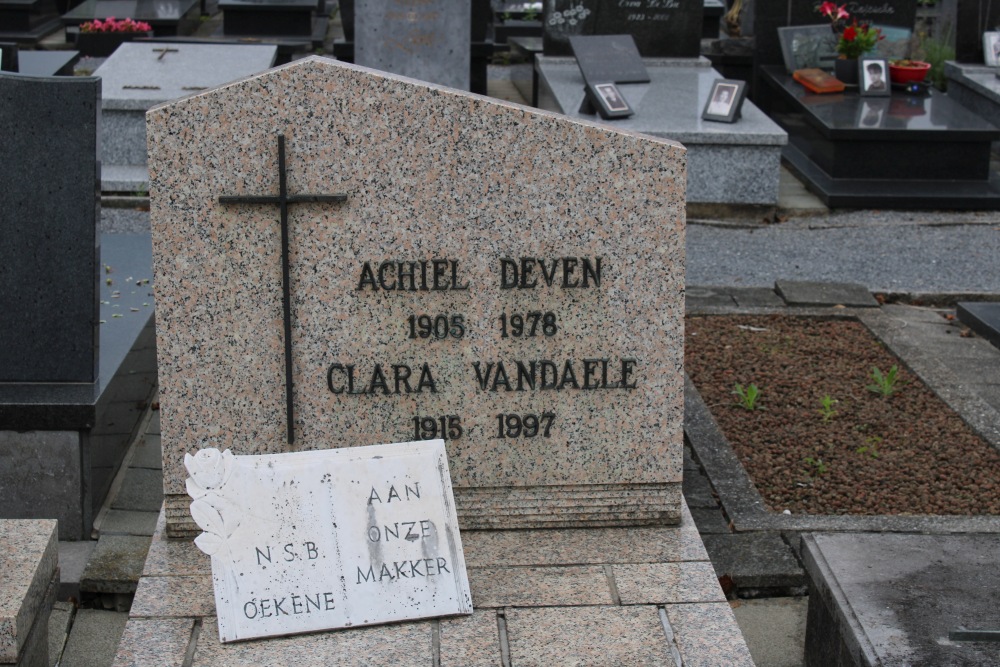 ACHIEL DEVEN
1905 1978
CLARA VANDAELE
1915 1997
N.S.B
OEKENE
AAN
ONZE
MAKKER